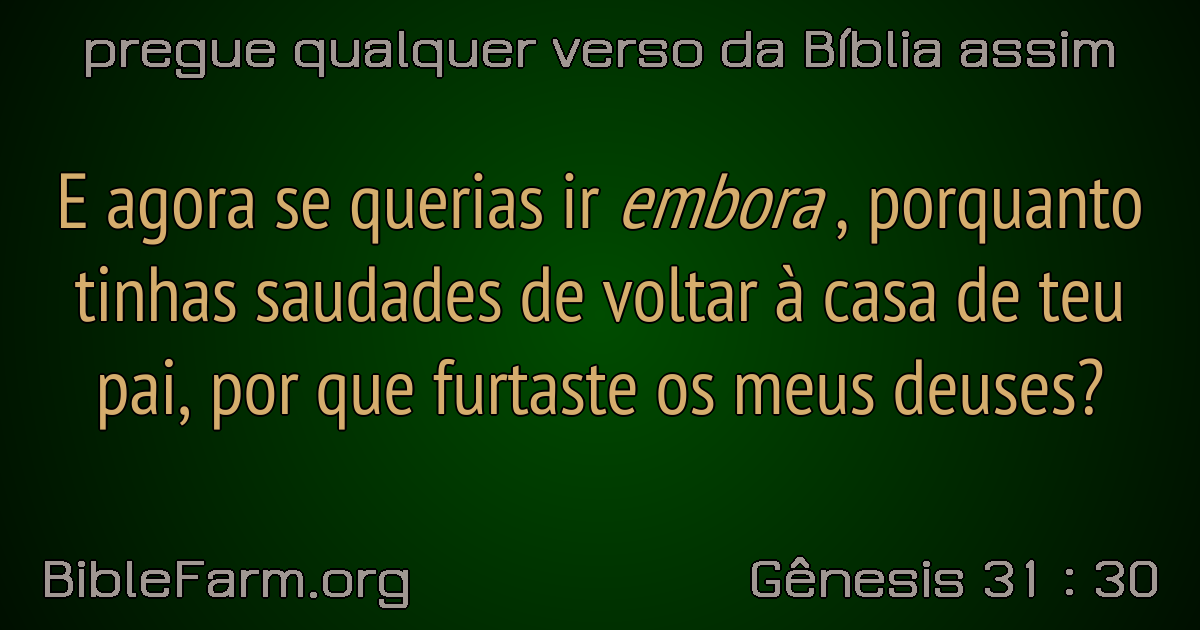 pregue qualquer verso da Bíblia assim
E agora se querias ir embora , porquanto
tinhas saudades de voltar à casa de teu
pai, por que furtaste os meus deuses?
BibleFarm.org
Gênesis 31 : 30